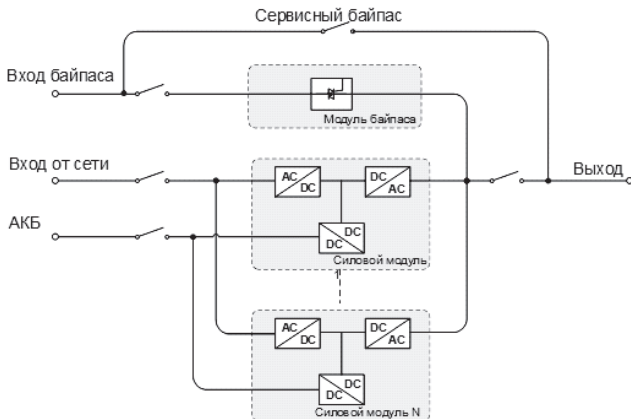 Сервисный байпас
Вход байпаса
Модуль байпаса
Вход от сети
AC
DC
DC
AC
Выход
АКБ
DC
DC
Силовой модуль
1
AC
DC
DC
AC
DC
DC
Силовой модуль N